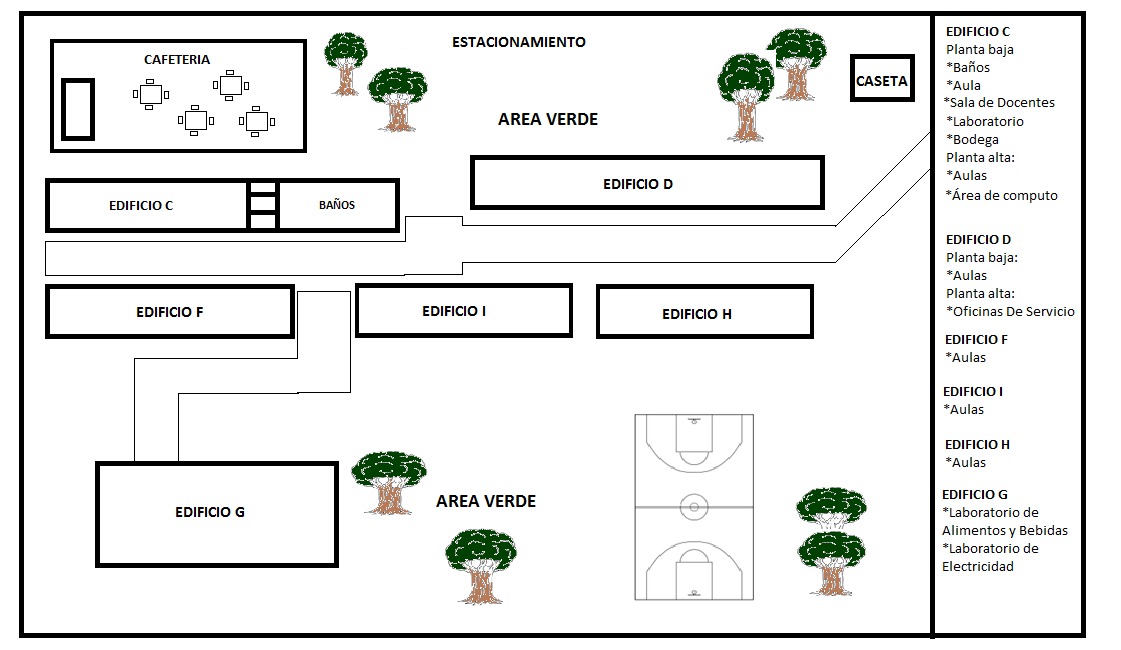 CAFETERIA
ESTACIONAMIENTO
AREA VERDE
CASETA
EDIFICIO D
EDIFICIO C
BAÑOS
EDIFICIO F
EDIFICIO I
EDIFICIO H
EDIFICIO G
AREA VERDE
EDIFICIO C
Planta baja
*Baños
*Aula
*Sala de Docentes
*Laboratorio
*Bodega
Planta alta:
*Aulas
*Área de computo
EDIFICIO D
Planta baja:
*Aulas
Planta alta:
*Oficinas De Servicio
EDIFICIO F
*Aulas
EDIFICIO I
*Aulas
EDIFICIO H
*Aulas
EDIFICIO G
*Laboratorio de
Alimentos y Bebidas
*Laboratorio de
Electricidad